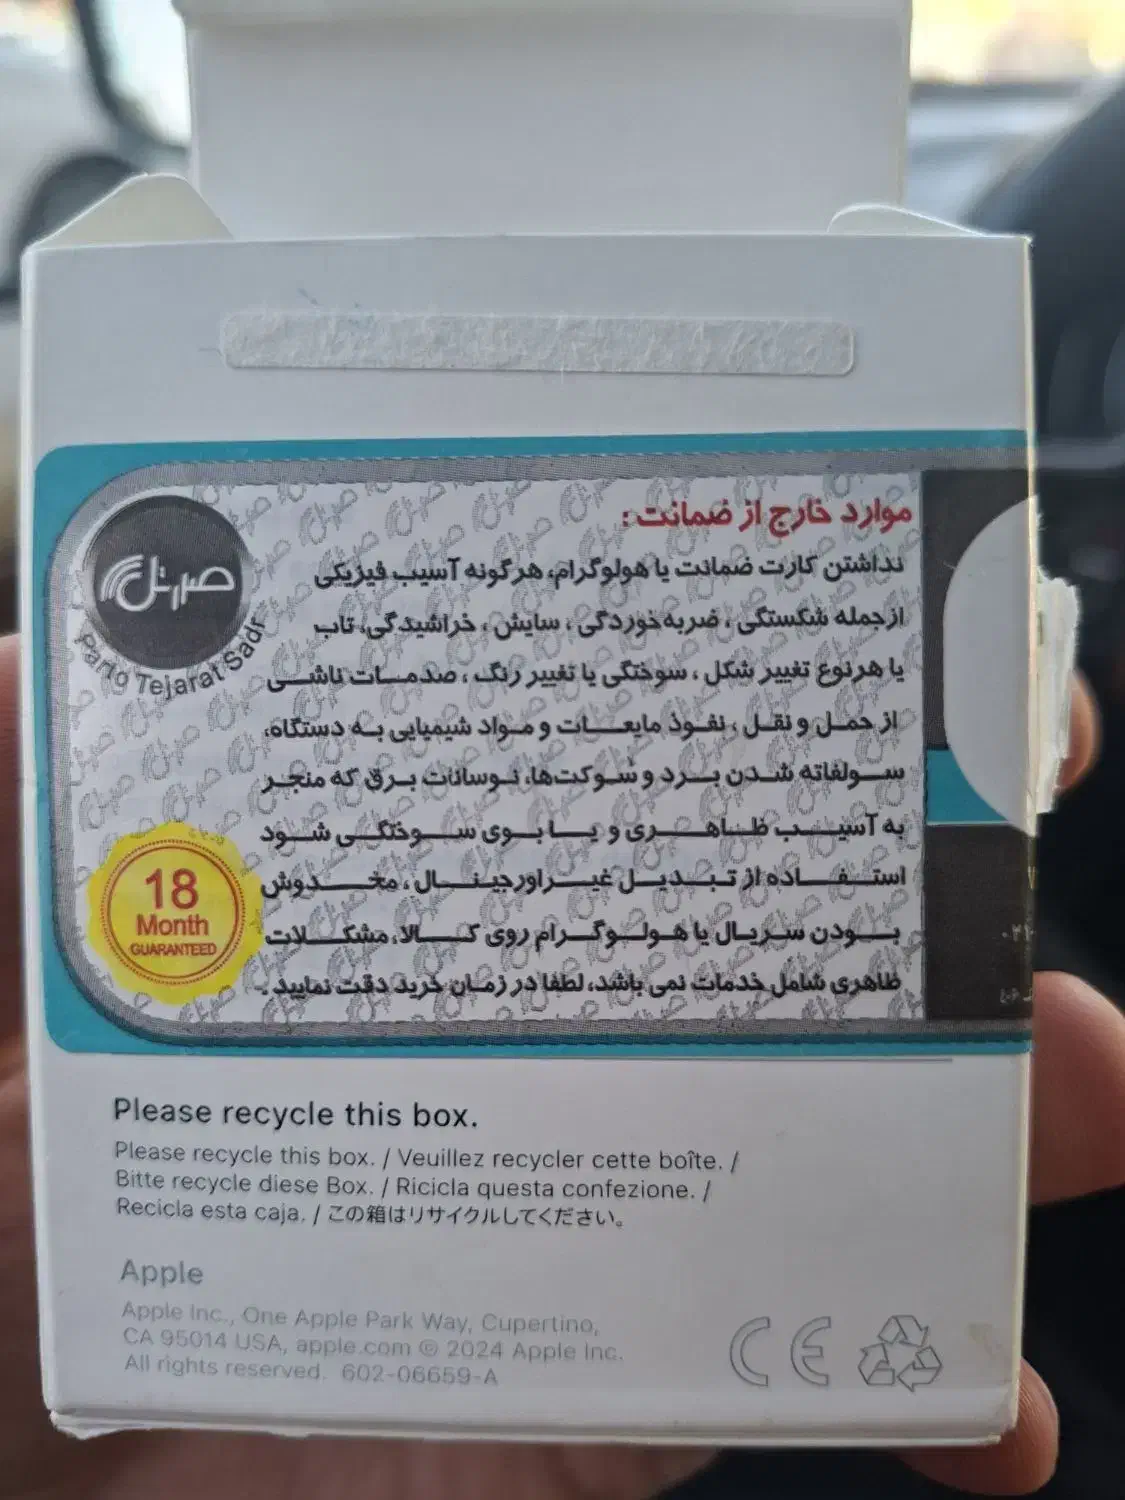 موارد خارج از ضمانت:
نداشتن کارت ضمانت یا هولوگرام، هرگونه آسیب فیزیکی
ازجمله شکستگی، ضربه‌خوردگی، سایش، خراشیدگی، تاب
یا هرنوع تغییر شکل، سوختگی یا تغییر رنگ، صدمات ناشی
از حمل و نقل، نفوذ مایعات و مواد شیمیایی به دستگاه،
سولفاته شدن برد و سوکت‌ها، نوسانات برق که منجر
به آسیب ظاهری و یا بوی سوختگی شود
استفاده از تبدیل غیراورجینال، مخدوش
بودن سریال یا هولوگرام روی کالا، مشکلات
ظاهری شامل خدمات نمی باشد، لطفا در زمان خرید دقت نمایید.
Parto Tejarat Sadr
18
Month
GUARANTEED
Please recycle this box.
Please recycle this box. / Veuillez recycler cette boîte. /
Bitte recycle diese Box. / Ricicla questa confezione. /
Recicla esta caja. / この箱はリサイクルしてください。
Apple
Apple Inc., One Apple Park Way, Cupertino,
CA 95014 USA, apple.com © 2024 Apple Inc.
All rights reserved. 602-06659-A
CE